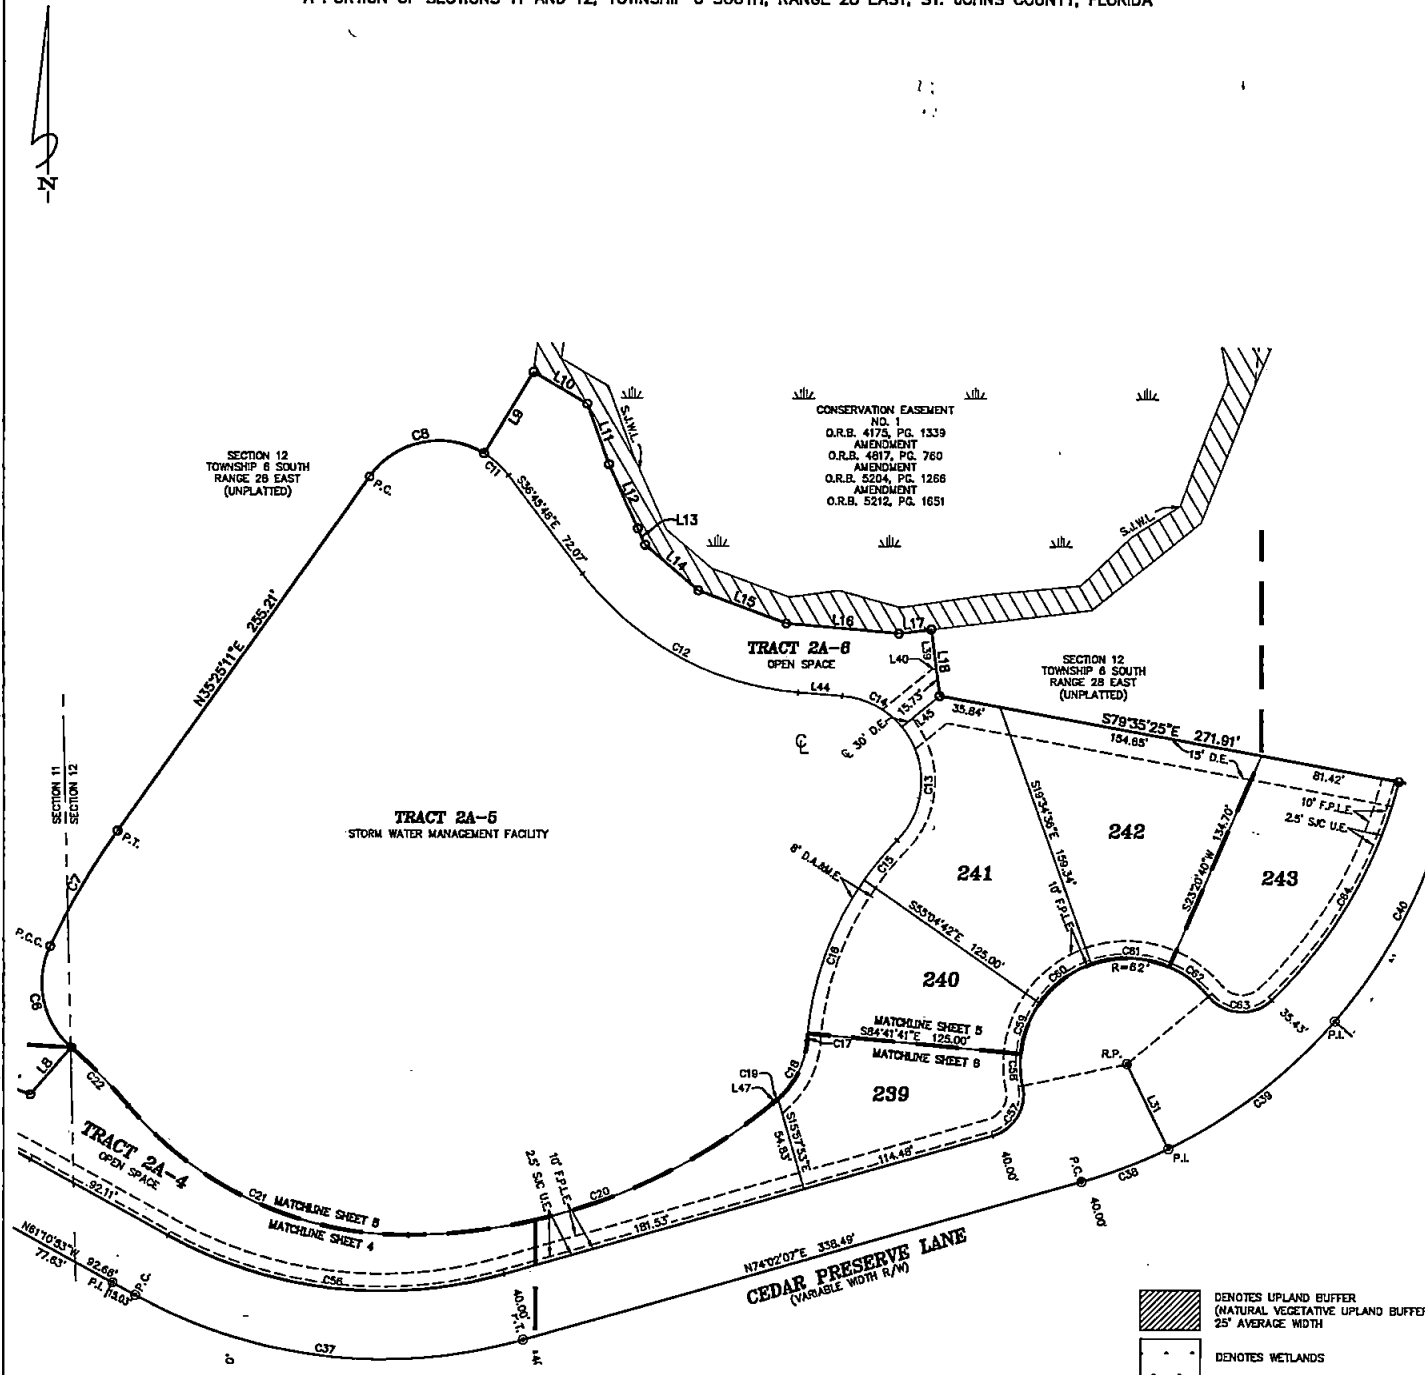 A PORTION OF SECTIONS 11 AND 12, TOWNSHIP 6 SOUTH, RANGE 28 EAST, ST. JOHNS COUNTY, FLORIDA
N
L10
L9
L11
S.J.W.L.
CONSERVATION EASEMENT
NO. 1
O.R.B. 4175, PG. 1339
AMENDMENT
O.R.B. 4817, PG. 760
AMENDMENT
O.R.B. 5204, PG. 1266
AMENDMENT
O.R.B. 5212, PG. 1651
C8
SECTION 12
TOWNSHIP 6 SOUTH
RANGE 28 EAST
(UNPLATTED)
P.C.
C11
S36°45'48"E 72.07'
L12
L13
L14
S.J.W.L.
L15
L16
L17
N35°25'11"E 255.21'
C12
TRACT 2A-6
OPEN SPACE
L40
L39
L18
SECTION 12
TOWNSHIP 6 SOUTH
RANGE 28 EAST
(UNPLATTED)
L44
C14
15.73'
L45
35.84'
℄
℄ 30' D.E.
S79°35'25"E 271.91'
154.65'
15' D.E.
81.42'
10' F.P.L.E.
2.5' SJC U.E.
SECTION 11
SECTION 12
P.T.
TRACT 2A-5
STORM WATER MANAGEMENT FACILITY
C13
S19°34'36"E 159.34'
242
S23°20'40"W 134.70'
8' D.A.&M.E.
C15
241
243
C7
C64
C40
S55°04'42"E 125.00'
10' F.P.L.E.
P.C.C.
C16
240
C60
C61
R=62'
C62
C63
35.43'
C6
P.I.
MATCHLINE SHEET 5
S84°41'41"E 125.00'
MATCHLINE SHEET 6
C59
C17
R.P.
L8
C22
C18
C19
L47
239
C58
C57
L31
C39
TRACT 2A-4
OPEN SPACE
S15°57'53"E
54.83'
114.48'
P.I.
40.00'
P.C.
C38
40.00'
92.11'
2.5' SJC U.E.
10' F.P.L.E.
C20
C21
MATCHLINE SHEET 5
MATCHLINE SHEET 4
181.53'
N61°10'53"W 92.66'
77.63'
P.I.
15.03'
P.C.
C56
N74°02'07"E 338.49'
CEDAR PRESERVE LANE
(VARIABLE WIDTH R/W)
40.00'
P.T.
C37
DENOTES UPLAND BUFFER
(NATURAL VEGETATIVE UPLAND BUFFER
25' AVERAGE WIDTH
DENOTES WETLANDS